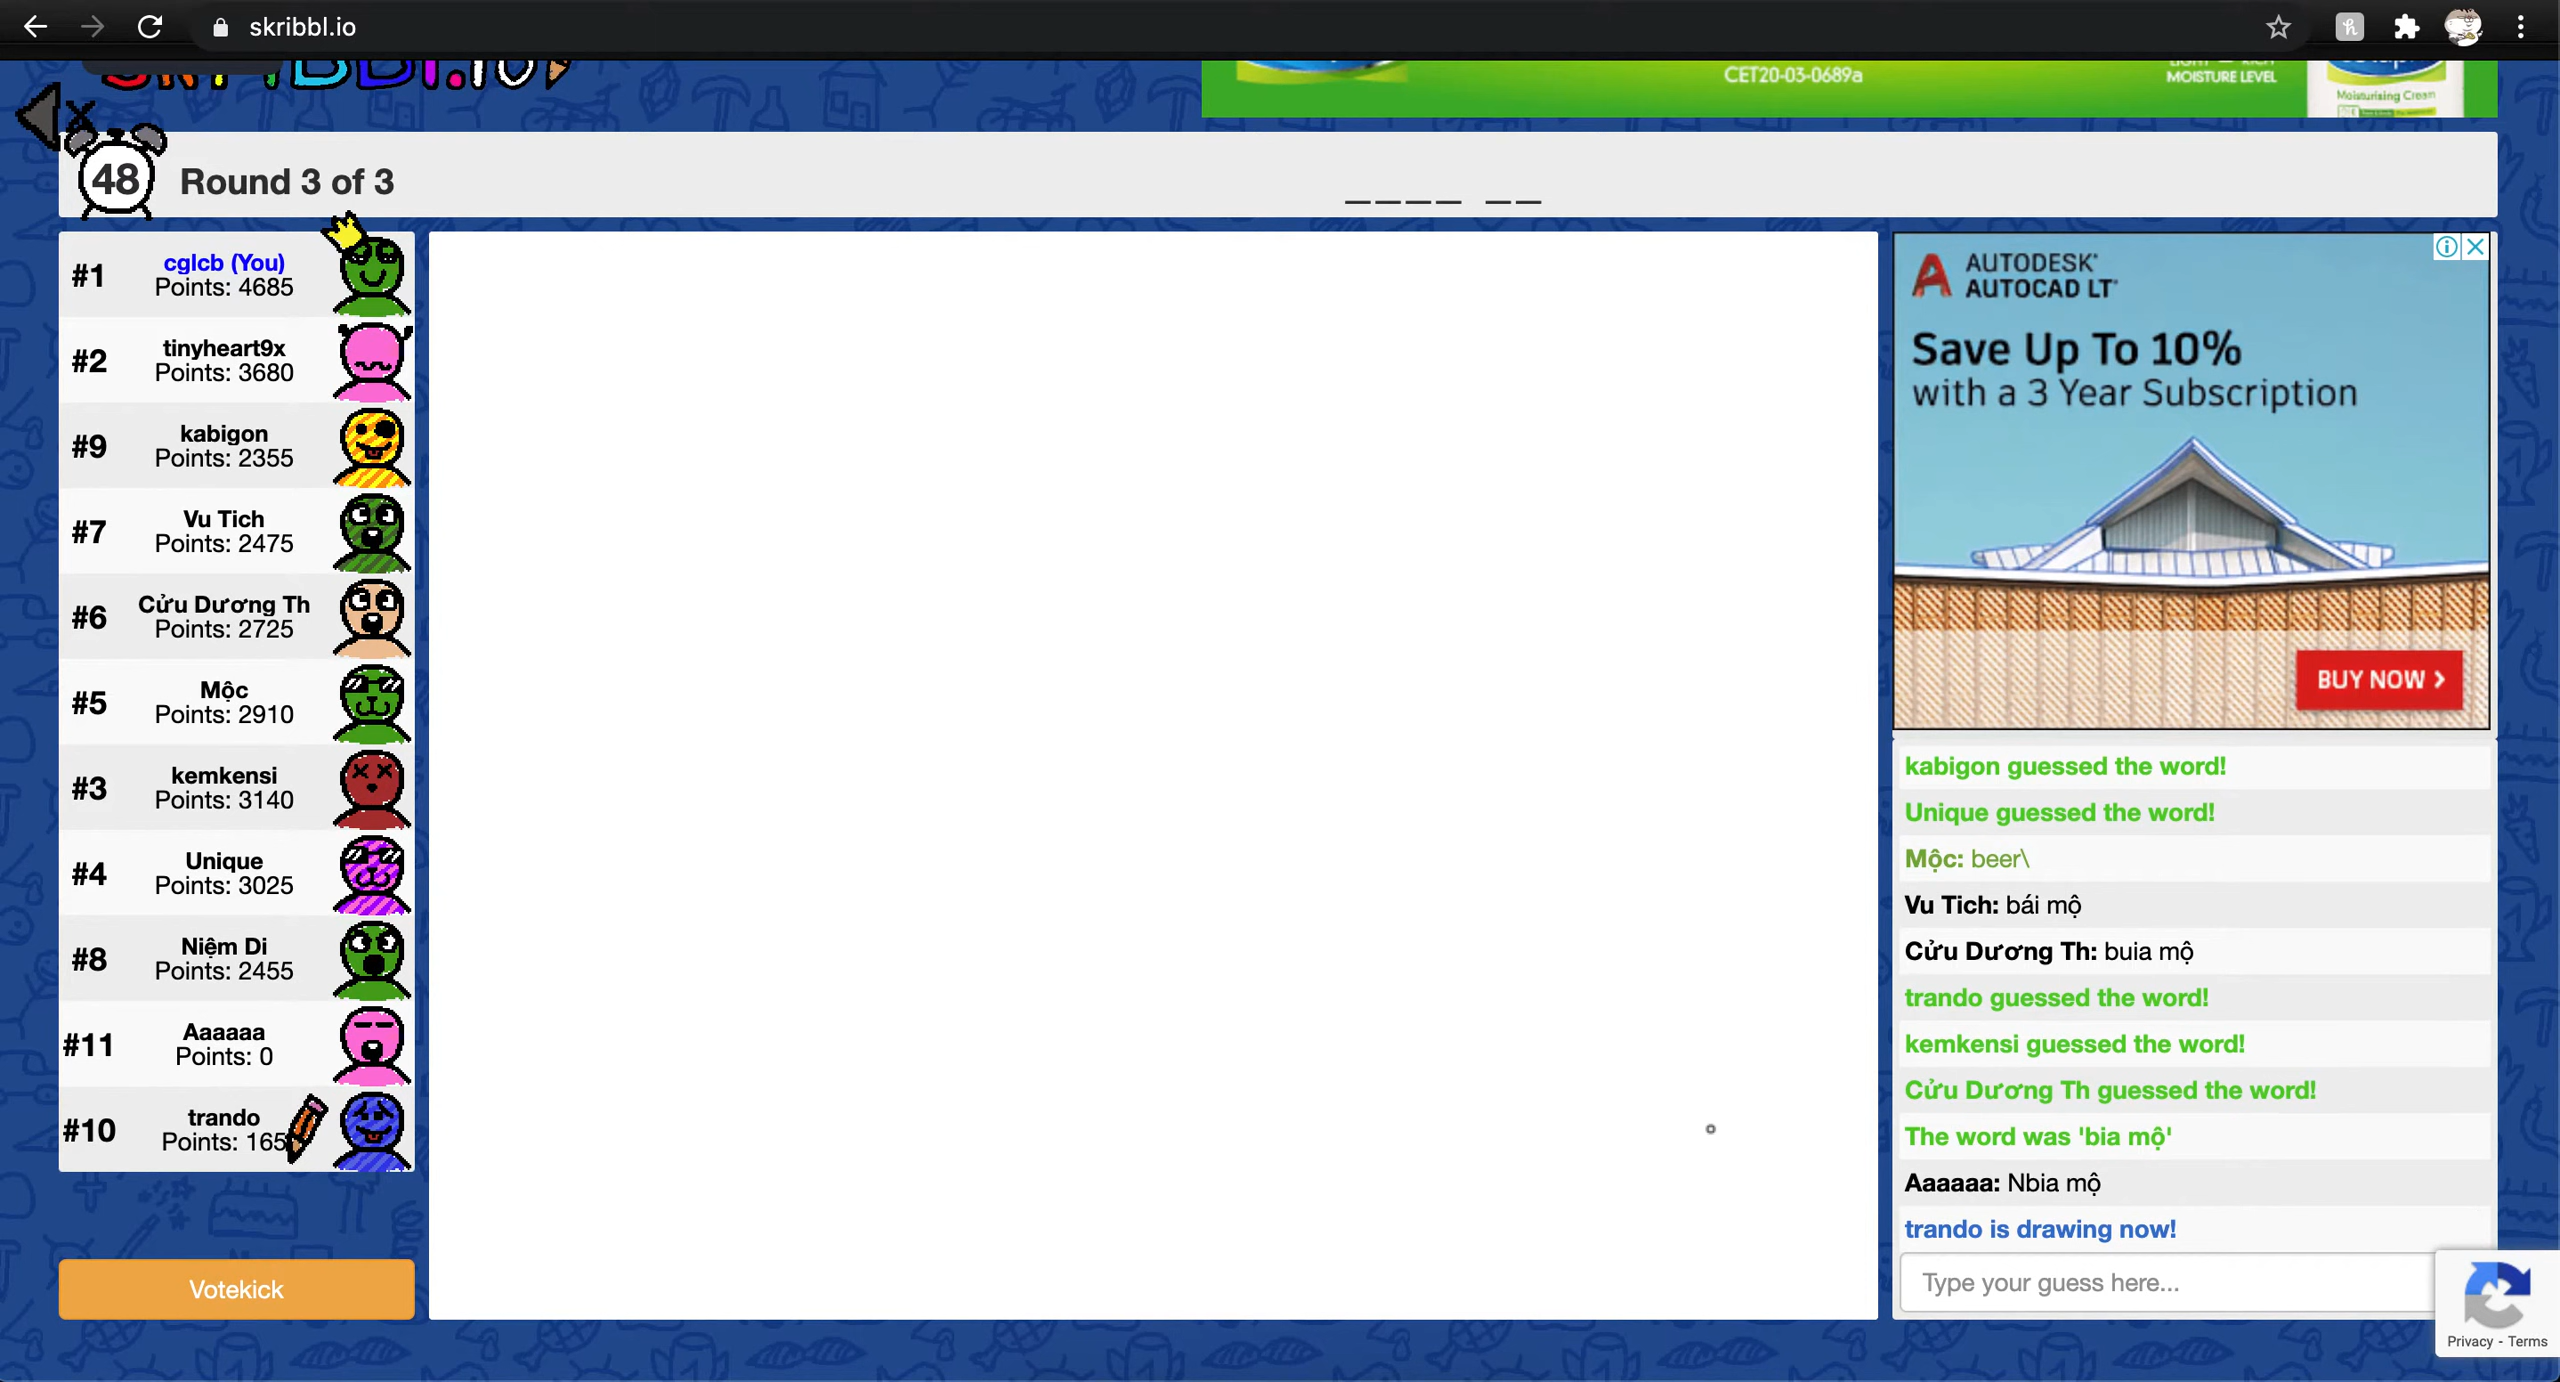 skribbl.io
SKRIBBL.IO
CET20-03-0689a
MOISTURE LEVEL
Moisturising Cream
48
Round 3 of 3
____ __
#1
cglcb (You)
Points: 4685
#2
tinyheart9x
Points: 3680
#9
kabigon
Points: 2355
#7
Vu Tich
Points: 2475
#6
Cửu Dương Th
Points: 2725
#5
Mộc
Points: 2910
#3
kemkensi
Points: 3140
#4
Unique
Points: 3025
#8
Niệm Di
Points: 2455
#11
Aaaaaa
Points: 0
#10
trando
Points: 165
Votekick
AUTODESK®
AUTOCAD LT®
Save Up To 10%
with a 3 Year Subscription
BUY NOW >
kabigon guessed the word!
Unique guessed the word!
Mộc: beer\
Vu Tich: bái mộ
Cửu Dương Th: buia mộ
trando guessed the word!
kemkensi guessed the word!
Cửu Dương Th guessed the word!
The word was 'bia mộ'
Aaaaaa: Nbia mộ
trando is drawing now!
Type your guess here...
Privacy - Terms